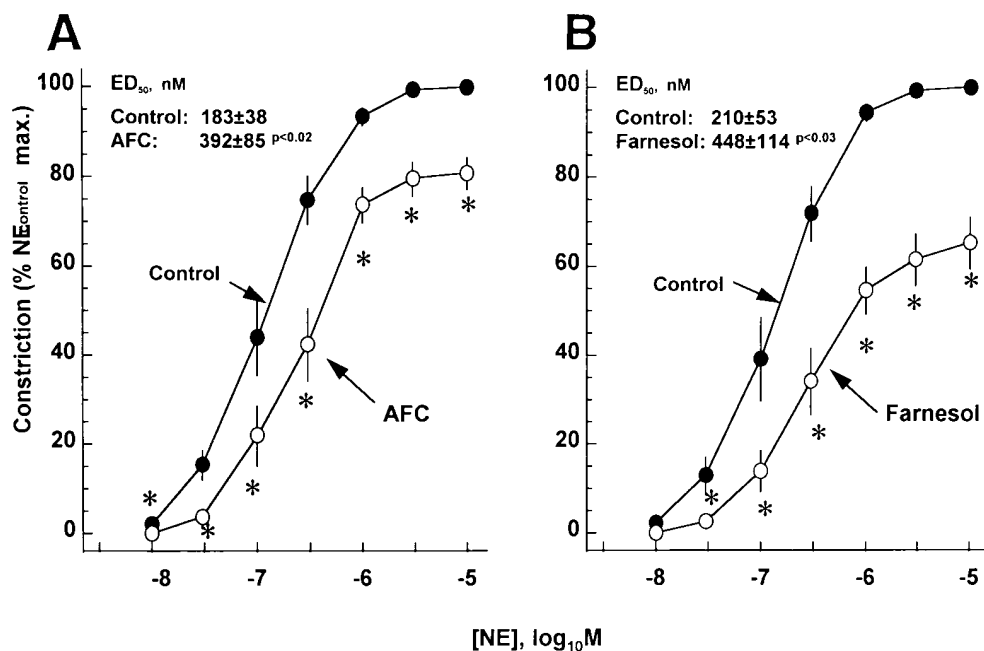 A
ED50, nM
Control: 183±38
AFC: 392±85 p<0.02
100
80
60
40
20
0
Constriction (% NEControl max.)
Control
AFC
*
*
*
*
*
*
*
-8
-7
-6
-5
B
ED50, nM
Control: 210±53
Farnesol: 448±114 p<0.03
100
80
60
40
20
0
Control
Farnesol
*
*
*
*
*
*
-8
-7
-6
-5
[NE], log10M